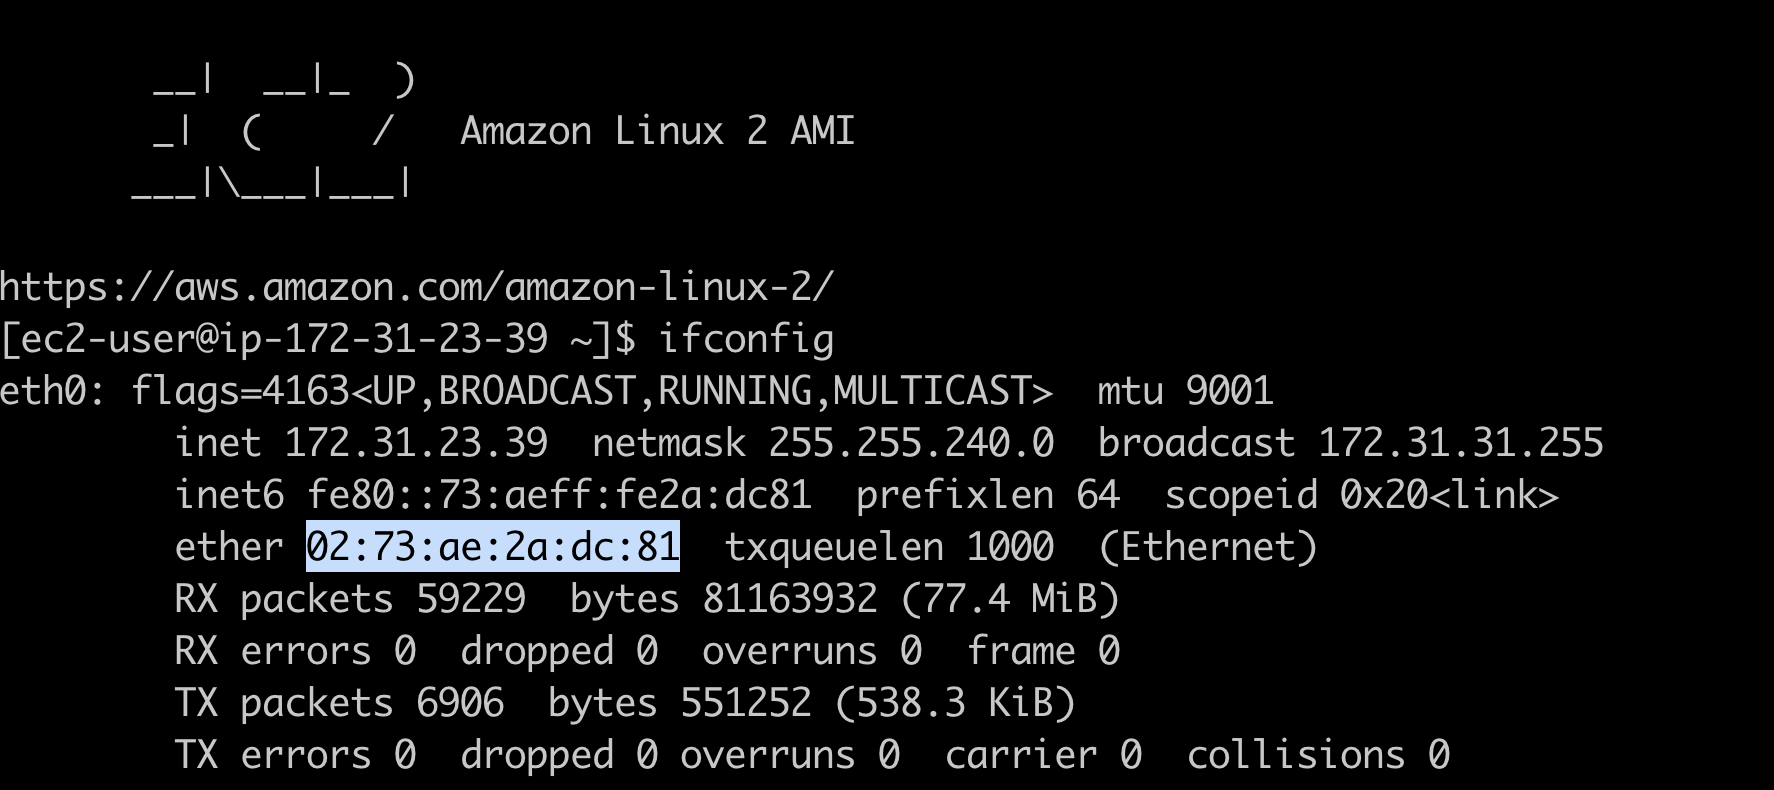 __|  __|_  )
       _|  (     /   Amazon Linux 2 AMI
      ___|\___|___|
https://aws.amazon.com/amazon-linux-2/
[ec2-user@ip-172-31-23-39 ~]$ ifconfig
eth0: flags=4163<UP,BROADCAST,RUNNING,MULTICAST>  mtu 9001
        inet 172.31.23.39  netmask 255.255.240.0  broadcast 172.31.31.255
        inet6 fe80::73:aeff:fe2a:dc81  prefixlen 64  scopeid 0x20<link>
        ether 02:73:ae:2a:dc:81  txqueuelen 1000  (Ethernet)
        RX packets 59229  bytes 81163932 (77.4 MiB)
        RX errors 0  dropped 0  overruns 0  frame 0
        TX packets 6906  bytes 551252 (538.3 KiB)
        TX errors 0  dropped 0 overruns 0  carrier 0  collisions 0